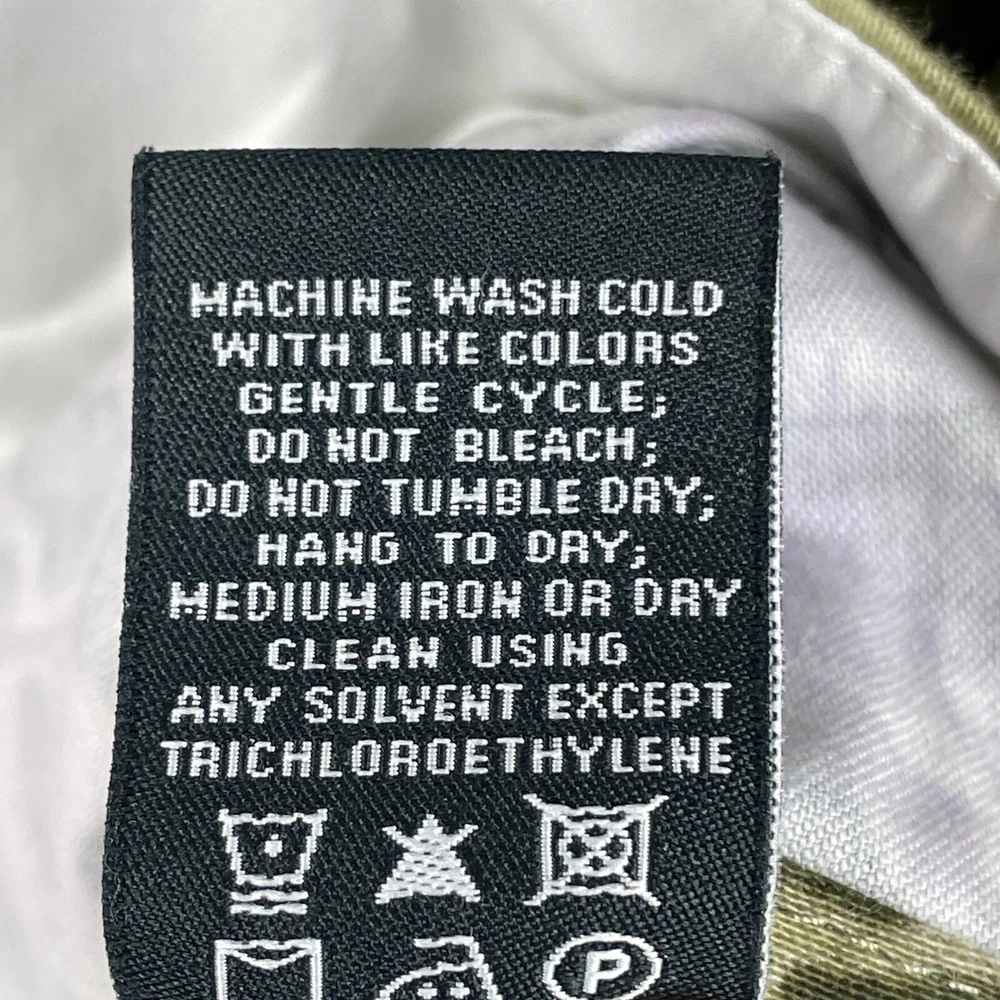 MACHINE WASH COLD
WITH LIKE COLORS
GENTLE CYCLE;
DO NOT BLEACH;
DO NOT TUMBLE DRY;
HANG TO DRY;
MEDIUM IRON OR DRY
CLEAN USING
ANY SOLVENT EXCEPT
TRICHLOROETHYLENE
P